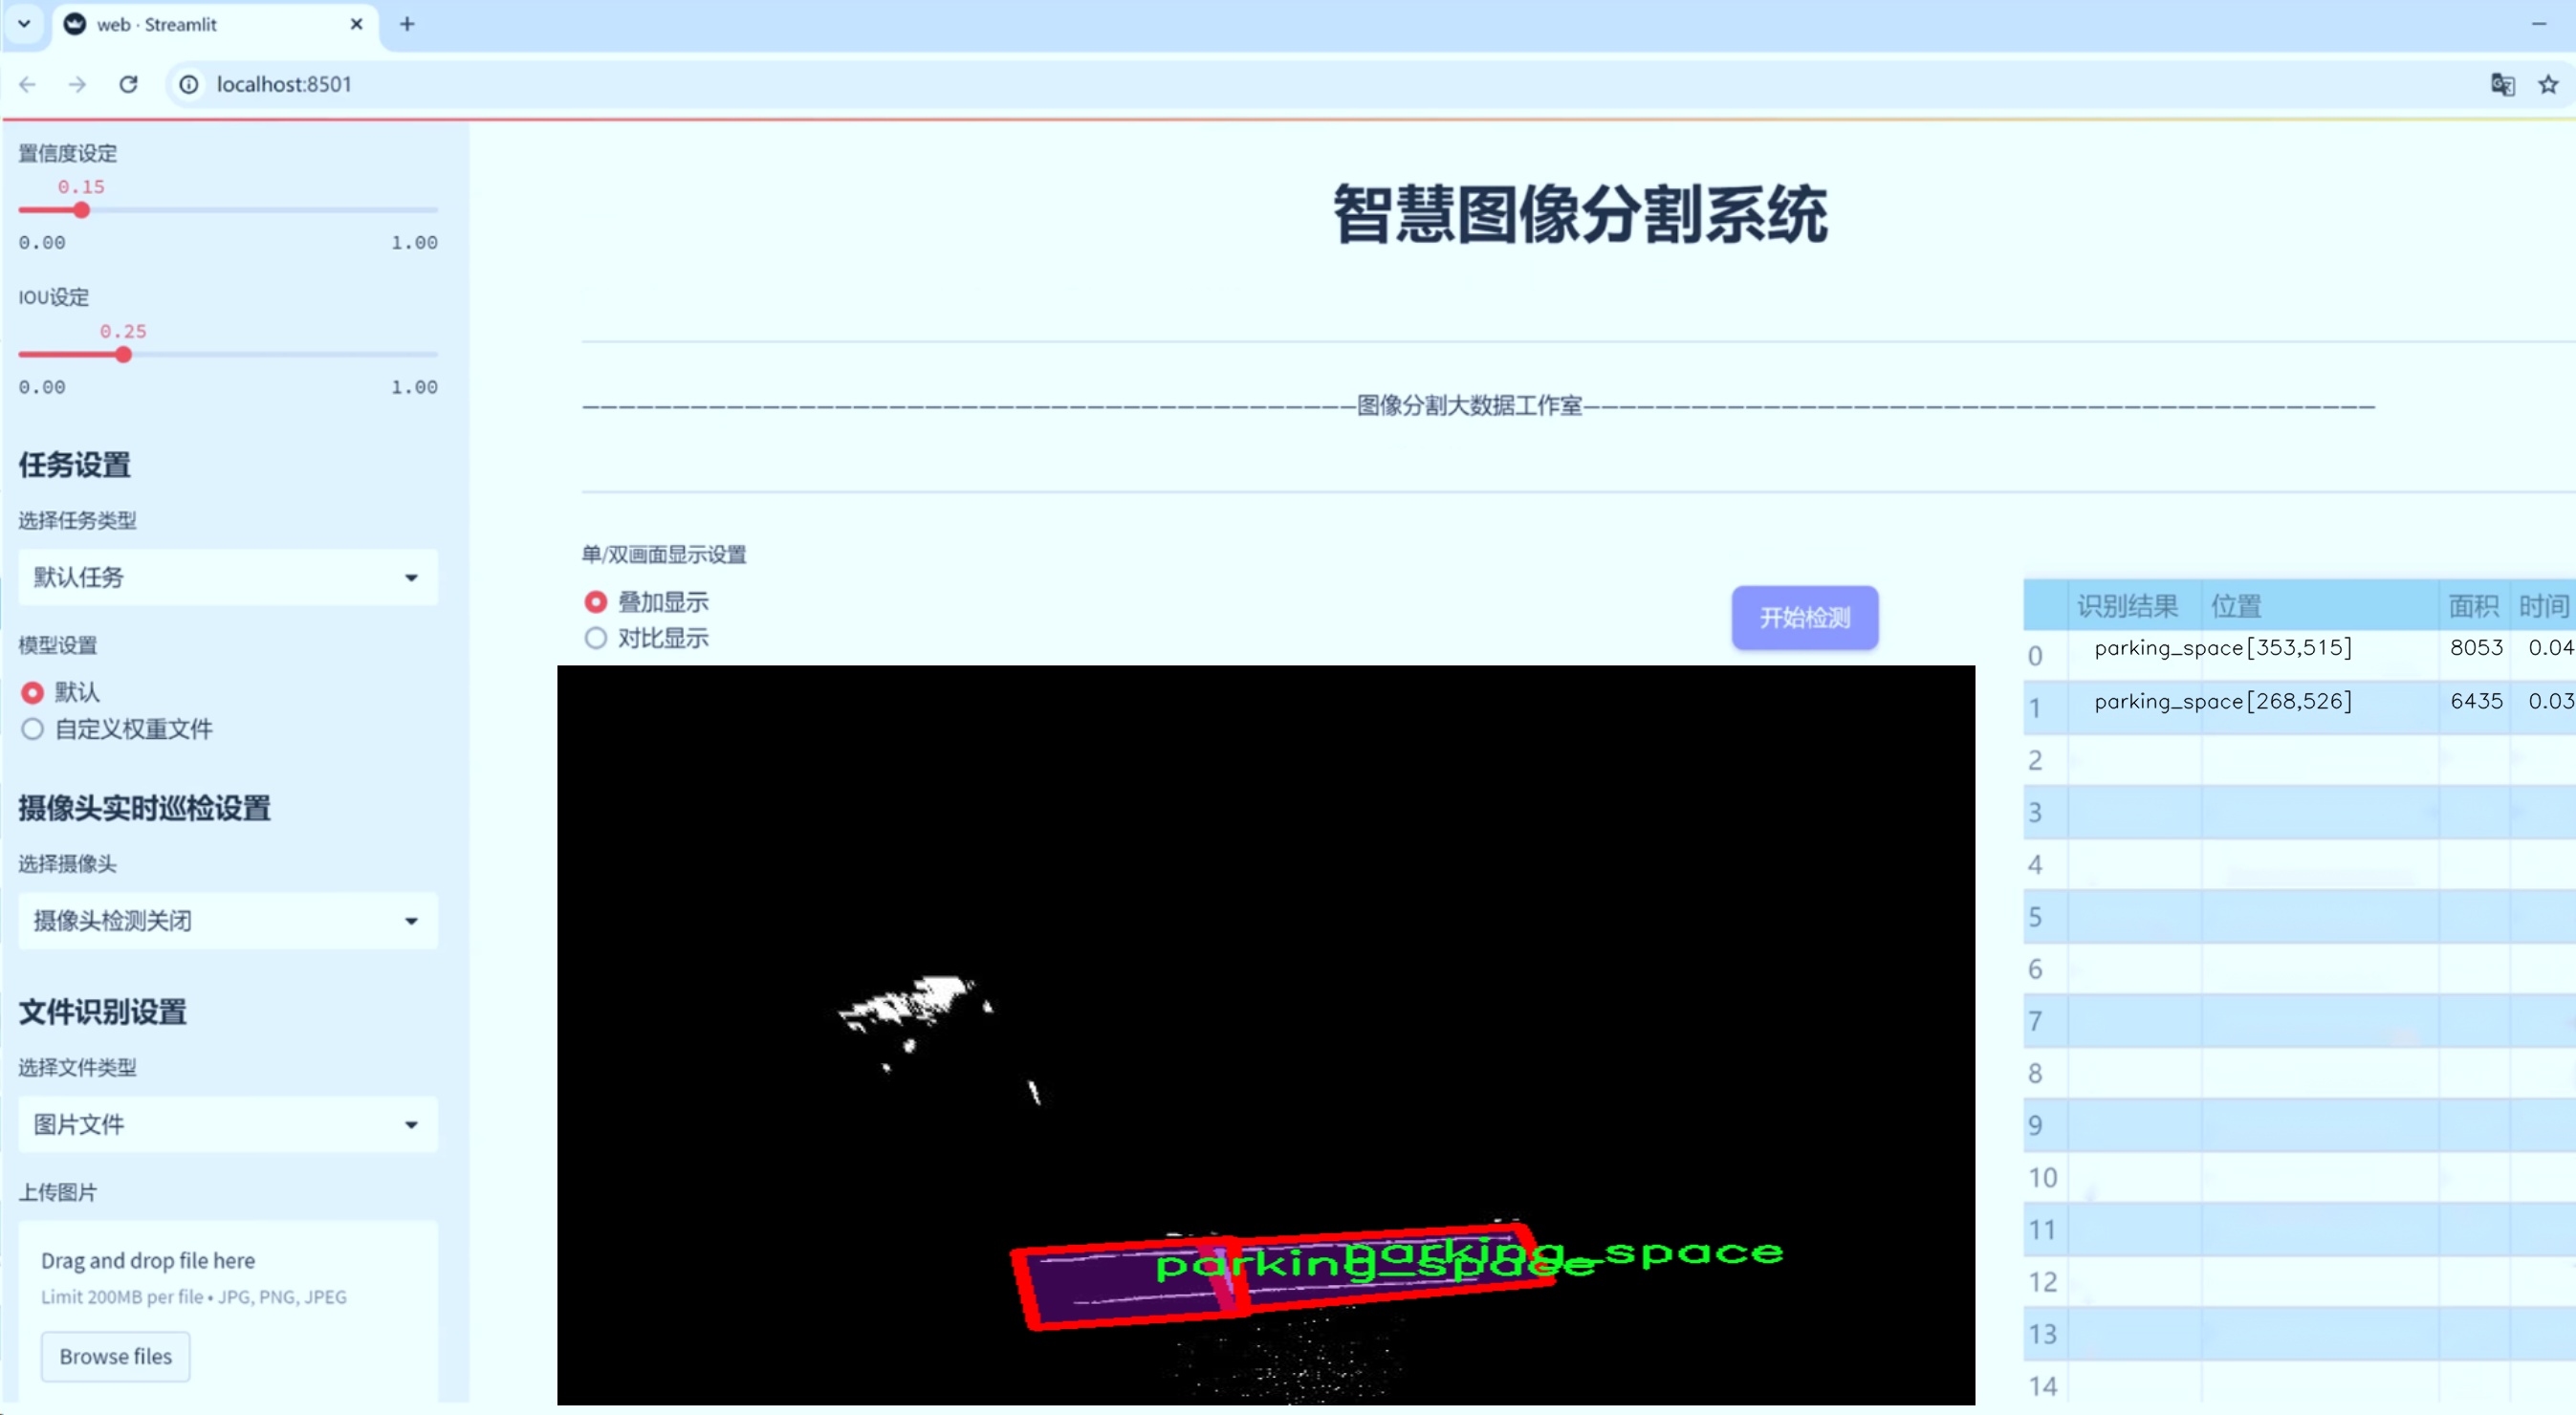 web · Streamlit
localhost:8501
置信度设定
0.15
0.00 1.00
IOU设定
0.25
0.00 1.00
任务设置
选择任务类型
默认任务
模型设置
默认
自定义权重文件
摄像头实时巡检设置
选择摄像头
摄像头检测关闭
文件识别设置
选择文件类型
图片文件
上传图片
Drag and drop file here
Limit 200MB per file • JPG, PNG, JPEG
Browse files
智慧图像分割系统
图像分割大数据工作室
单/双画面显示设置
叠加显示
对比显示
开始检测
parking_space
parking_space
识别结果 位置 面积 时间
0 parking_space[353,515] 8053 0.04
1 parking_space[268,526] 6435 0.03
2
3
4
5
6
7
8
9
10
11
12
13
14